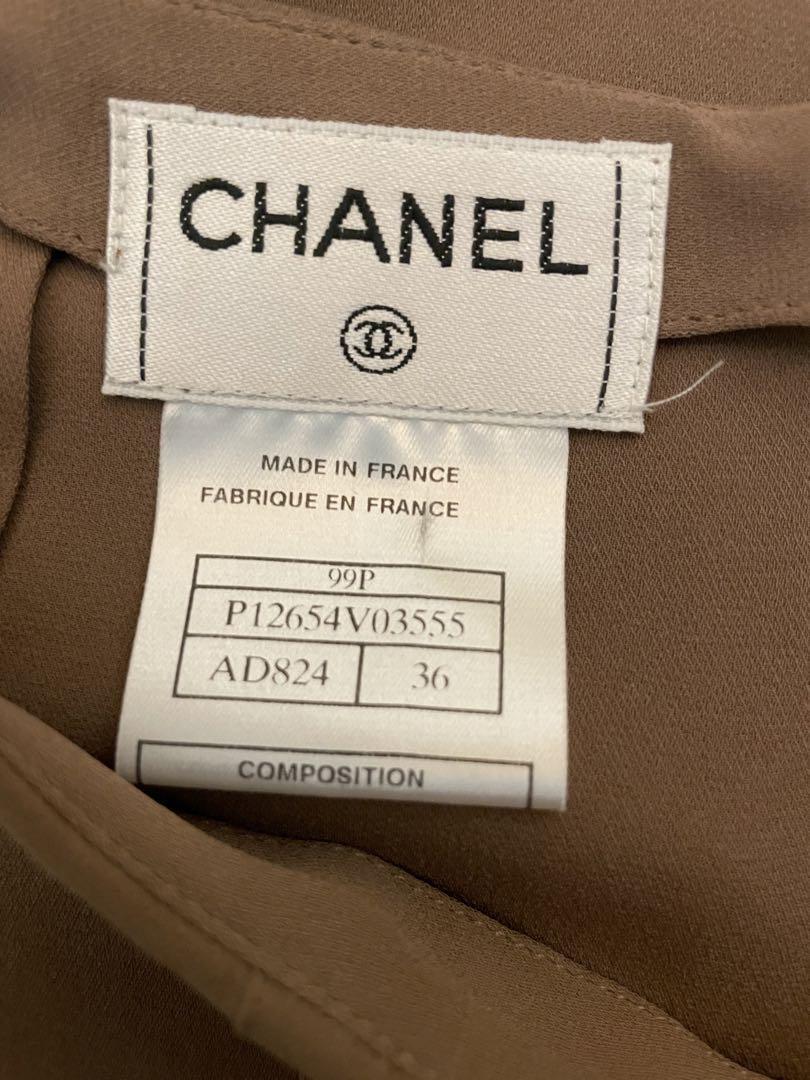 CHANEL
MADE IN FRANCE
FABRIQUE EN FRANCE
99P
P12654V03555
AD824 36
COMPOSITION